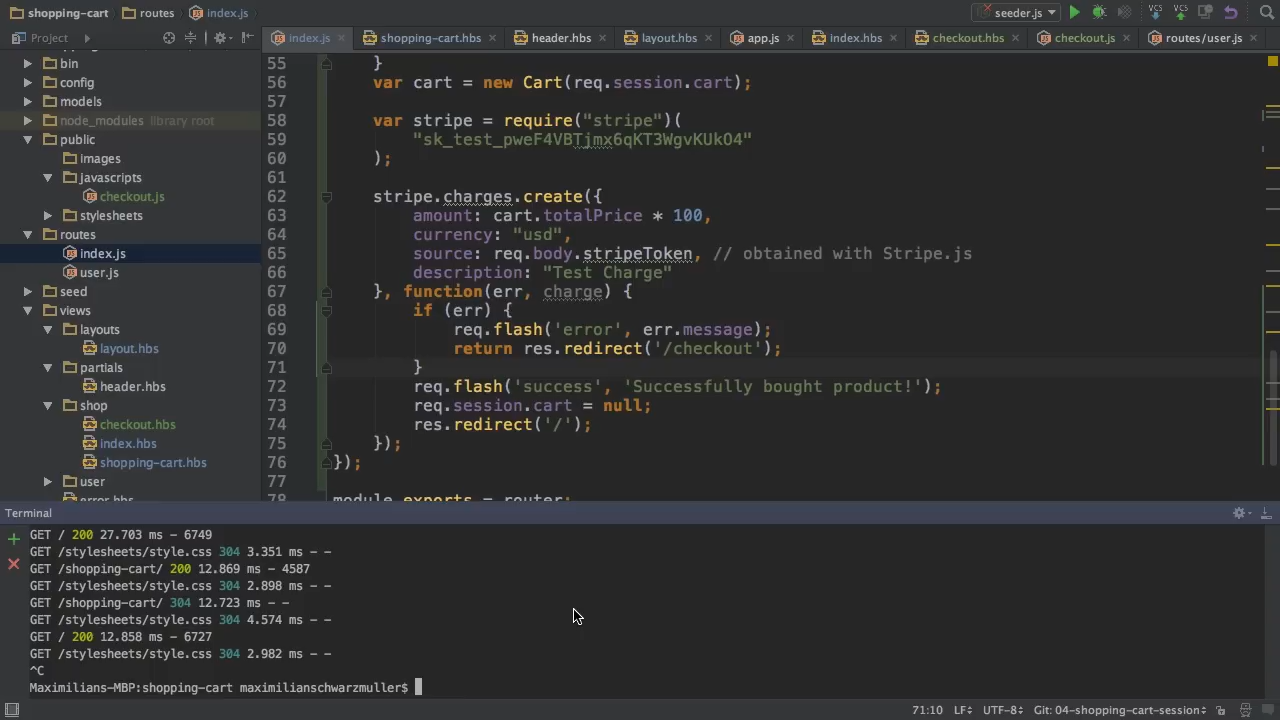 shopping-cart routes index.js seeder.js VCS VCS
Project index.js shopping-cart.hbs header.hbs layout.hbs app.js index.hbs checkout.hbs checkout.js routes/user.js
bin
config
models
node_modules library root
public
images
javascripts
checkout.js
stylesheets
routes
index.js
user.js
seed
views
layouts
layout.hbs
partials
header.hbs
shop
checkout.hbs
index.hbs
shopping-cart.hbs
user
error.hbs
55 }
56 var cart = new Cart(req.session.cart);
57
58 var stripe = require("stripe")(
59 "sk_test_pweF4VBTjmx6qKT3WgvKUkO4"
60 );
61
62 stripe.charges.create({
63 amount: cart.totalPrice * 100,
64 currency: "usd",
65 source: req.body.stripeToken, // obtained with Stripe.js
66 description: "Test Charge"
67 }, function(err, charge) {
68 if (err) {
69 req.flash('error', err.message);
70 return res.redirect('/checkout');
71 }
72 req.flash('success', 'Successfully bought product!');
73 req.session.cart = null;
74 res.redirect('/');
75 });
76 });
77
78 module.exports = router;
Terminal
GET / 200 27.703 ms - 6749
GET /stylesheets/style.css 304 3.351 ms - -
GET /shopping-cart/ 200 12.869 ms - 4587
GET /stylesheets/style.css 304 2.898 ms - -
GET /shopping-cart/ 304 12.723 ms - -
GET /stylesheets/style.css 304 4.574 ms - -
GET / 200 12.858 ms - 6727
GET /stylesheets/style.css 304 2.982 ms - -
^C
Maximilians-MBP:shopping-cart maximilianschwarzmuller$
71:10 LF UTF-8 Git: 04-shopping-cart-session